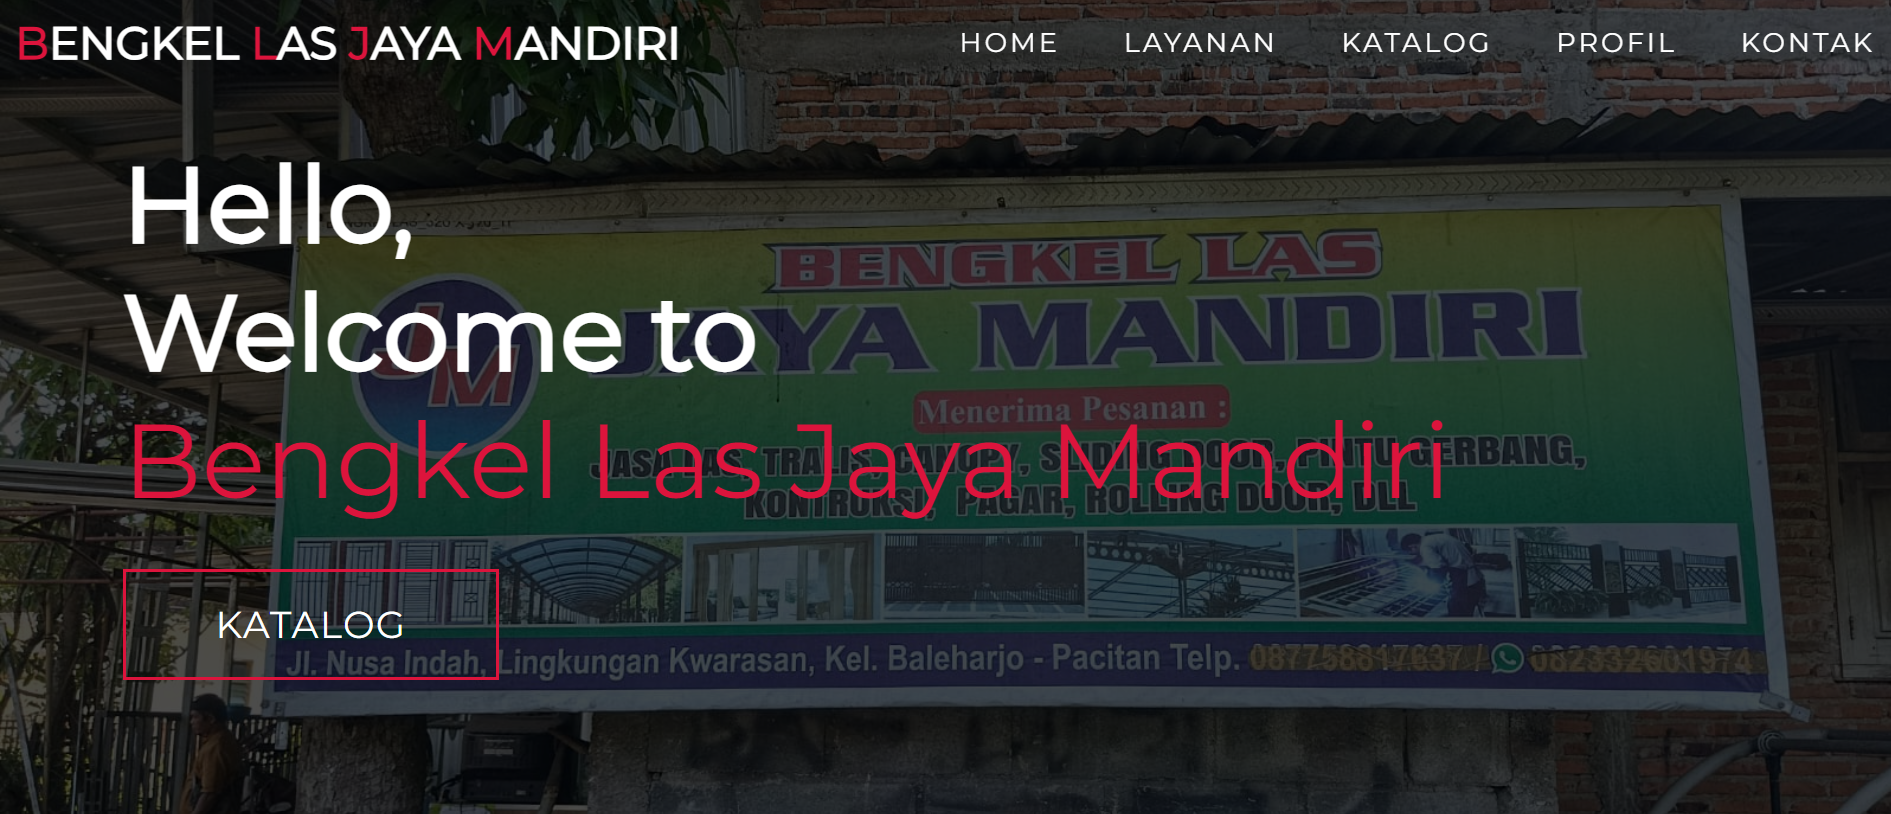 BENGKEL LAS JAYA MANDIRI
HOME LAYANAN KATALOG PROFIL KONTAK
Hello,
Welcome to
Bengkel Las Jaya Mandiri
KATALOG
BENGKEL LAS
JAYA MANDIRI
JM
Menerima Pesanan :
JASA LAS, TRALIS, CANOPY, SLIDING DOOR, PINTU GERBANG,
KONTRUKSI, PAGAR, ROLLING DOOR, DLL
Jl. Nusa Indah, Lingkungan Kwarasan, Kel. Baleharjo - Pacitan Telp. / 082332601974